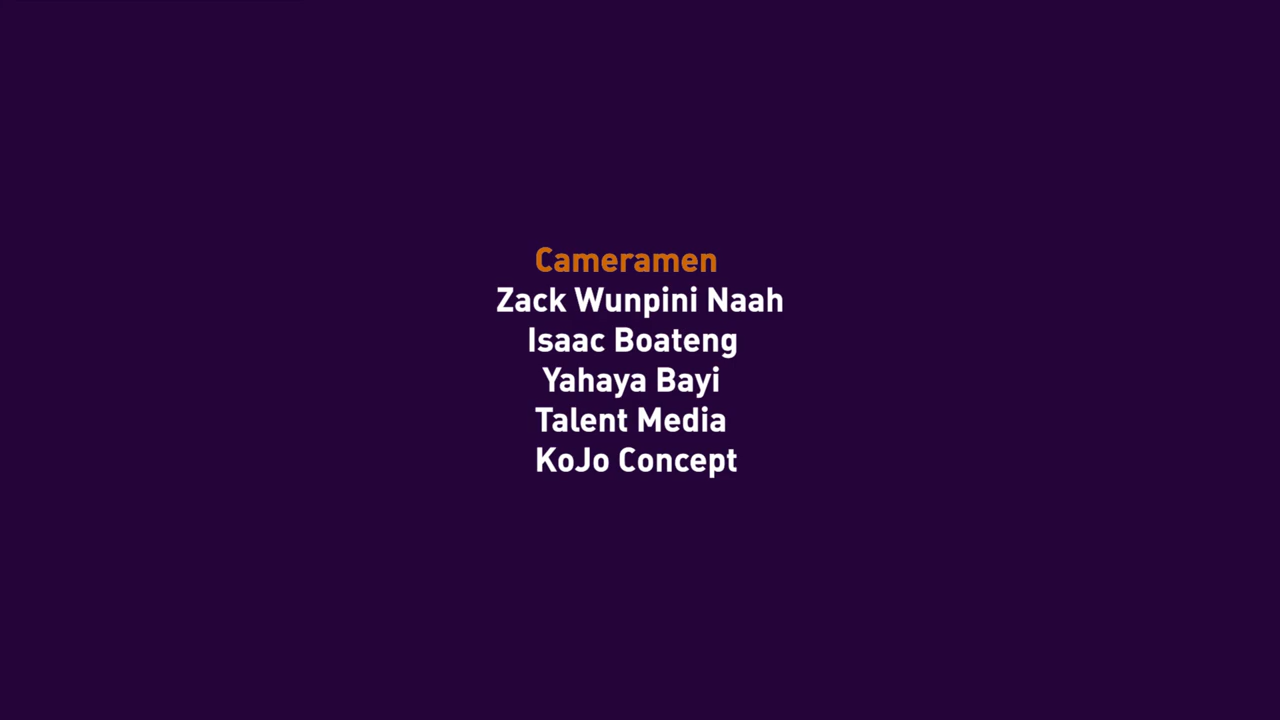 Cameramen
Zack Wunpini Naah
Isaac Boateng
Yahaya Bayi
Talent Media
KoJo Concept